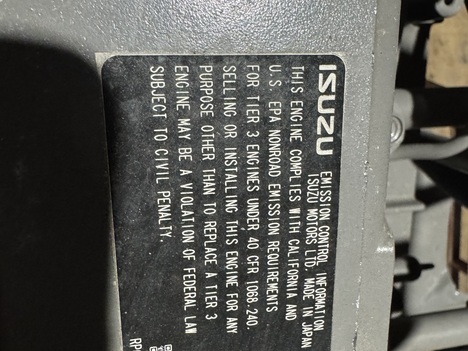 ISUZU
EMISSION CONTROL INFORMATION
ISUZU MOTORS LTD. MADE IN JAPAN
THIS ENGINE COMPLIES WITH CALIFORNIA AND
U.S. EPA NONROAD EMISSION REQUIREMENTS
FOR TIER 3 ENGINES UNDER 40 CFR 1068.240.
SELLING OR INSTALLING THIS ENGINE FOR ANY
PURPOSE OTHER THAN TO REPLACE A TIER 3
ENGINE MAY BE A VIOLATION OF FEDERAL LAW
SUBJECT TO CIVIL PENALTY.